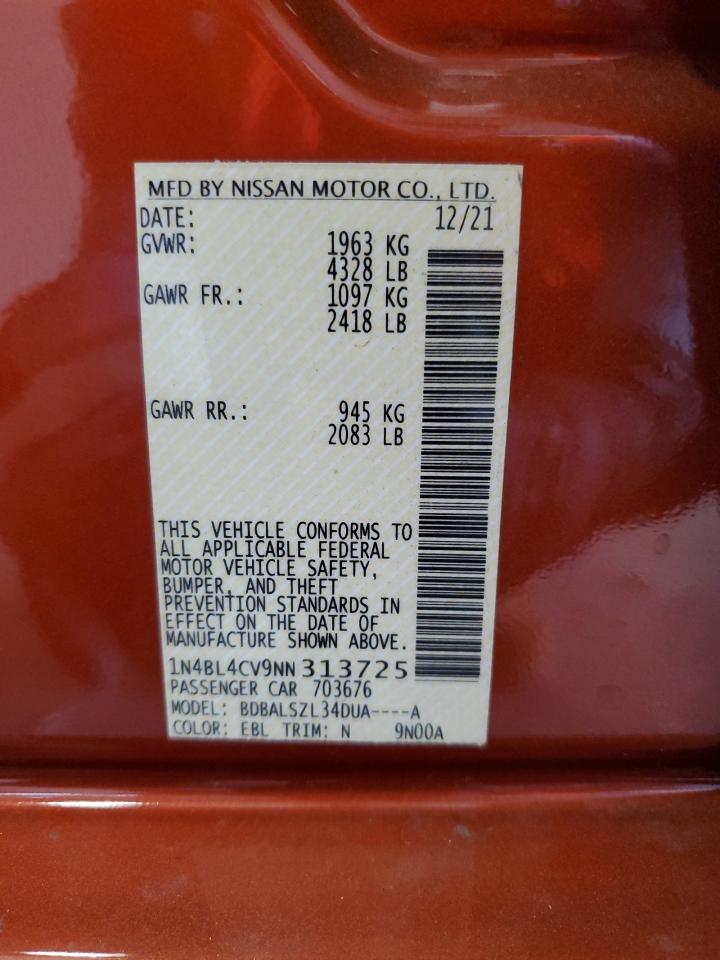 MFD BY NISSAN MOTOR CO., LTD.
DATE: 12/21
GVWR: 1963 KG
4328 LB
GAWR FR.: 1097 KG
2418 LB
GAWR RR.: 945 KG
2083 LB
THIS VEHICLE CONFORMS TO
ALL APPLICABLE FEDERAL
MOTOR VEHICLE SAFETY,
BUMPER, AND THEFT
PREVENTION STANDARDS IN
EFFECT ON THE DATE OF
MANUFACTURE SHOWN ABOVE.
1N4BL4CV9NN313725
PASSENGER CAR 703676
MODEL: BDBALSZL34DUA----A
COLOR: EBL TRIM: N 9N00A